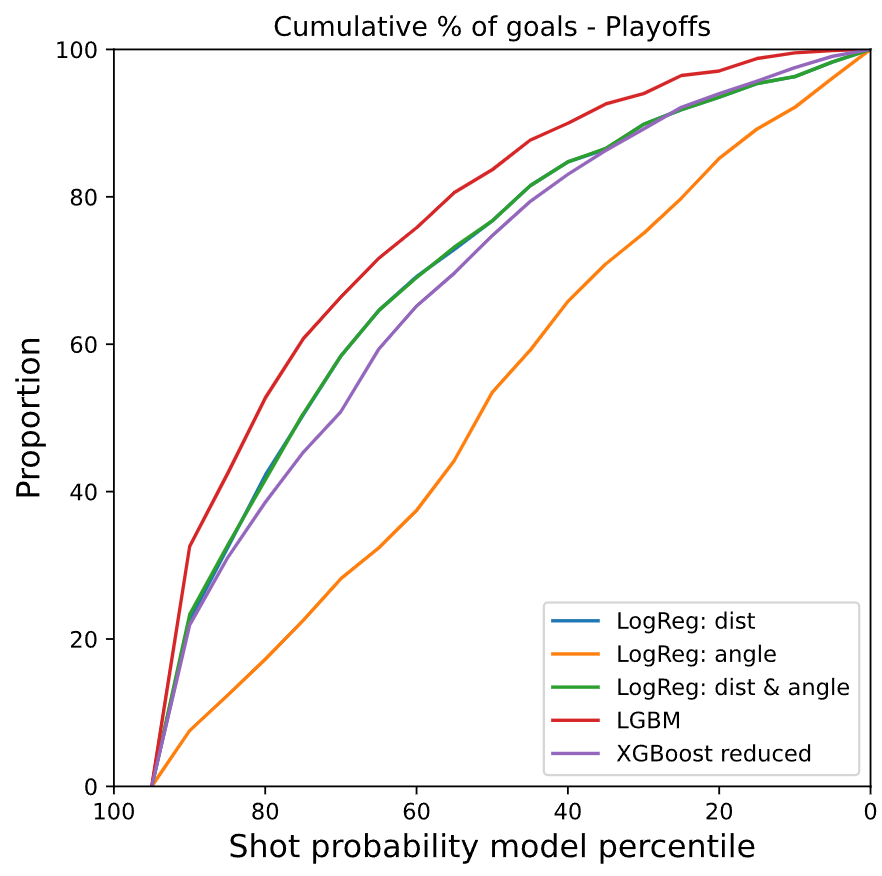 Cumulative % of goals - Playoffs
100
80
60
40
20
0
Proportion
100 80 60 40 20 0
Shot probability model percentile
LogReg: dist
LogReg: angle
LogReg: dist & angle
LGBM
XGBoost reduced